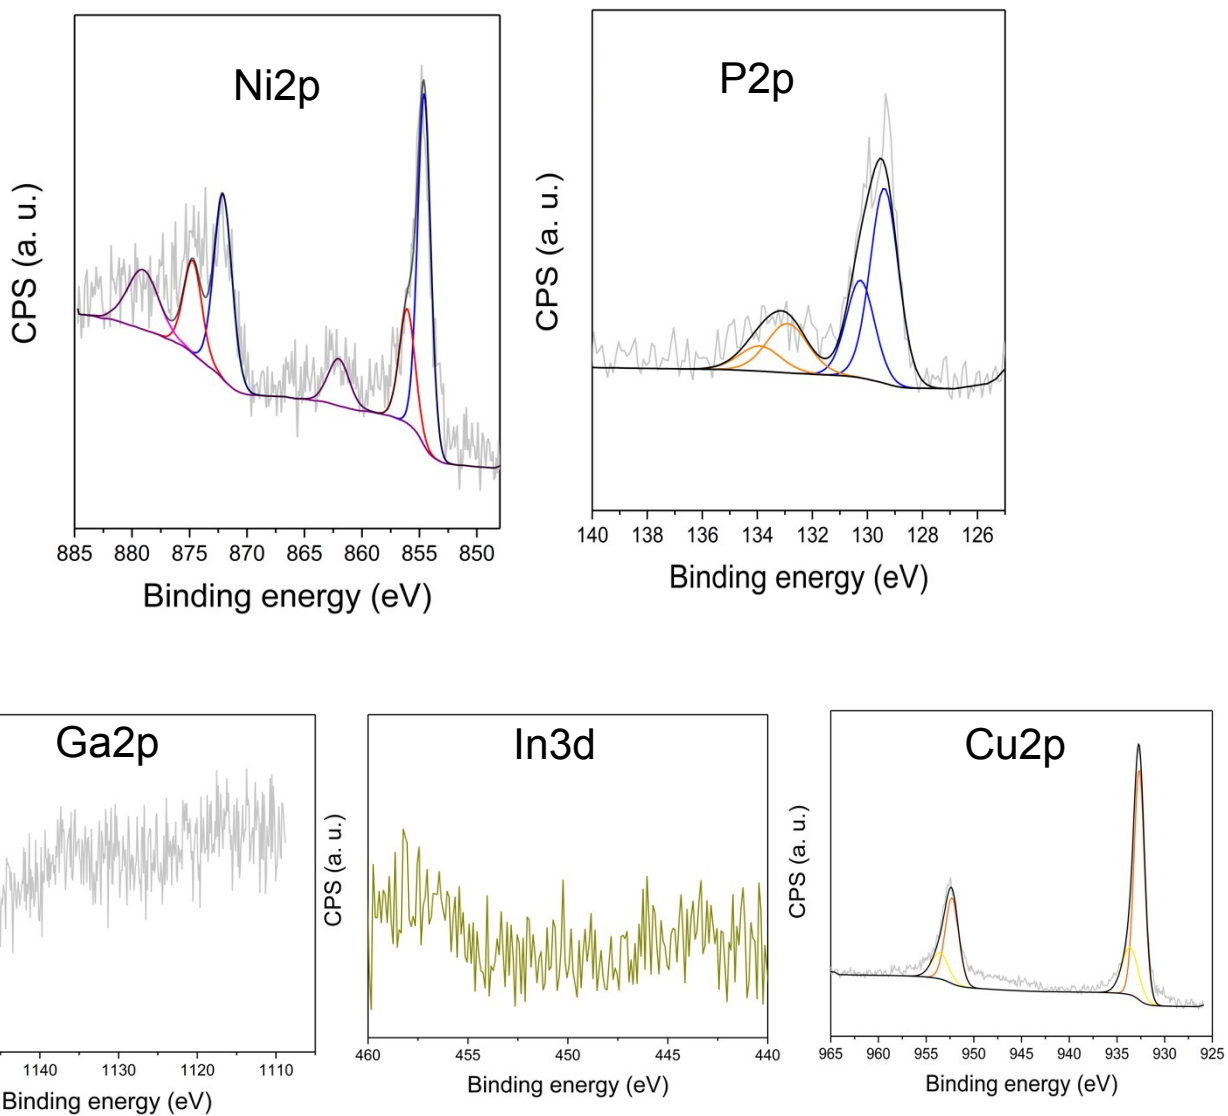 Ni2p
CPS (a. u.)
885 880 875 870 865 860 855 850
Binding energy (eV)
P2p
CPS (a. u.)
140 138 136 134 132 130 128 126
Binding energy (eV)
Ga2p
1140 1130 1120 1110
Binding energy (eV)
In3d
CPS (a. u.)
460 455 450 445 440
Binding energy (eV)
Cu2p
CPS (a. u.)
965 960 955 950 945 940 935 930 925
Binding energy (eV)